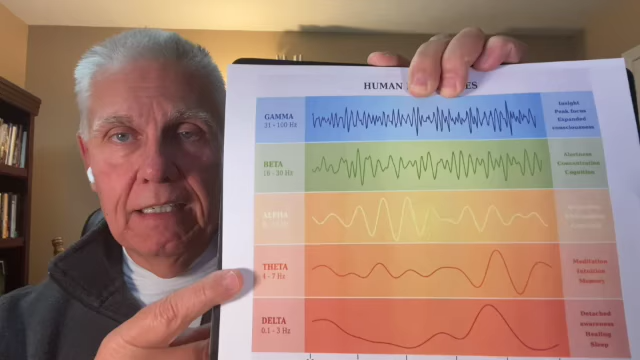 HUMAN
GAMMA
31 - 100 Hz
Insight
Peak focus
Expanded
consciousness
BETA
16 - 30 Hz
Alertness
Concentration
Cognition
ALPHA
THETA
4 - 7 Hz
Meditation
Intuition
Memory
DELTA
0.1 - 3 Hz
Detached
awareness
Healing
Sleep